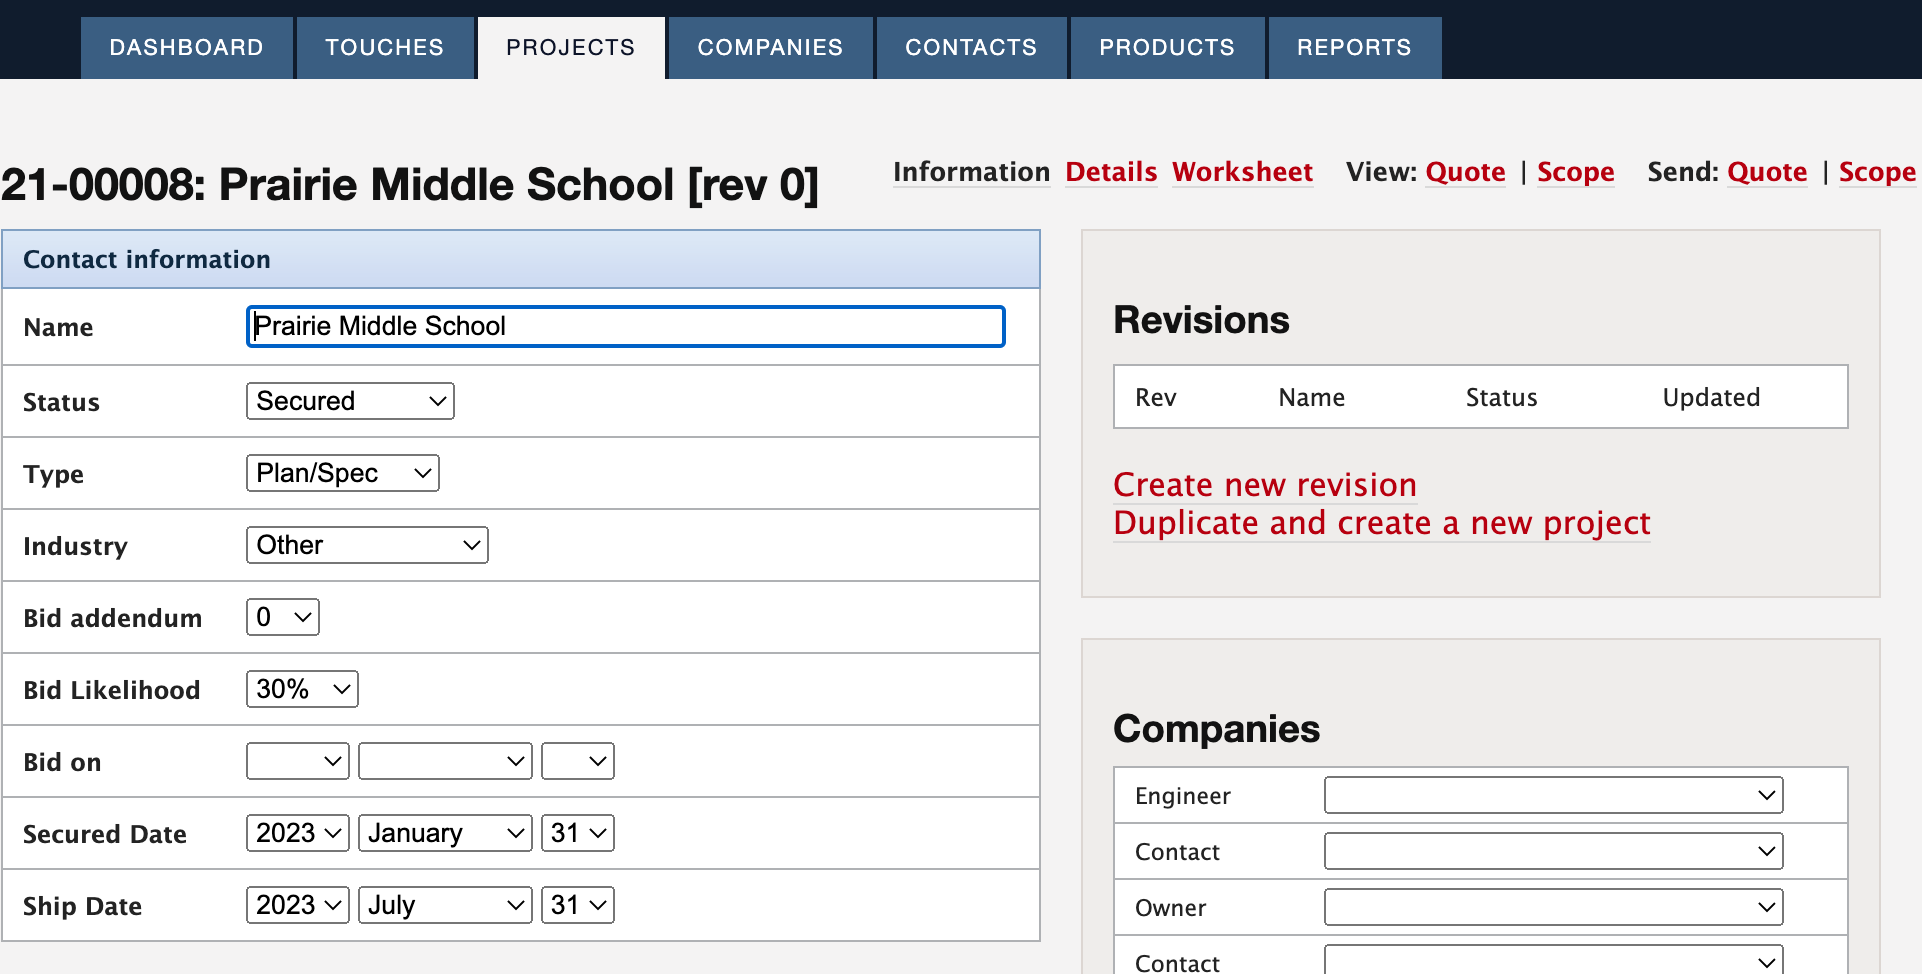 DASHBOARD TOUCHES PROJECTS COMPANIES CONTACTS PRODUCTS REPORTS
21-00008: Prairie Middle School [rev 0]
Information Details Worksheet View: Quote | Scope Send: Quote | Scope
Contact information
Name Prairie Middle School
Status Secured
Type Plan/Spec
Industry Other
Bid addendum 0
Bid Likelihood 30%
Bid on
Secured Date 2023 January 31
Ship Date 2023 July 31
Revisions
Rev Name Status Updated
Create new revision
Duplicate and create a new project
Companies
Engineer
Contact
Owner
Contact